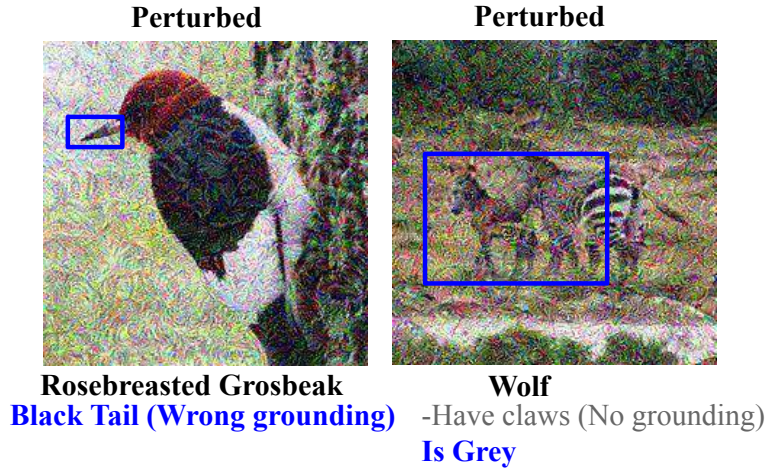 Perturbed
Perturbed
Rosebreasted Grosbeak
Black Tail (Wrong grounding)
Wolf
-Have claws (No grounding)
Is Grey